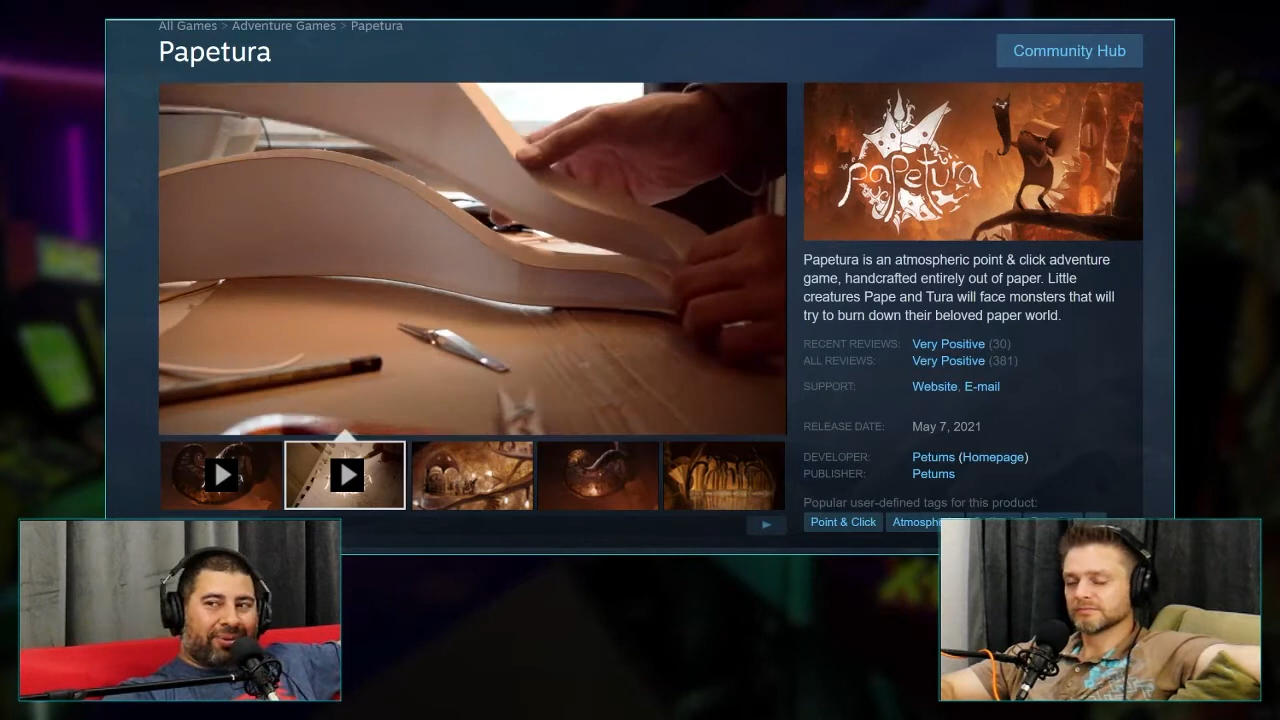 All Games > Adventure Games > Papetura
Papetura
Community Hub
papetura
Papetura is an atmospheric point & click adventure
game, handcrafted entirely out of paper. Little
creatures Pape and Tura will face monsters that will
try to burn down their beloved paper world.
RECENT REVIEWS: Very Positive (30)
ALL REVIEWS: Very Positive (381)
SUPPORT: Website, E-mail
RELEASE DATE: May 7, 2021
DEVELOPER: Petums (Homepage)
PUBLISHER: Petums
Popular user-defined tags for this product:
Point & Click